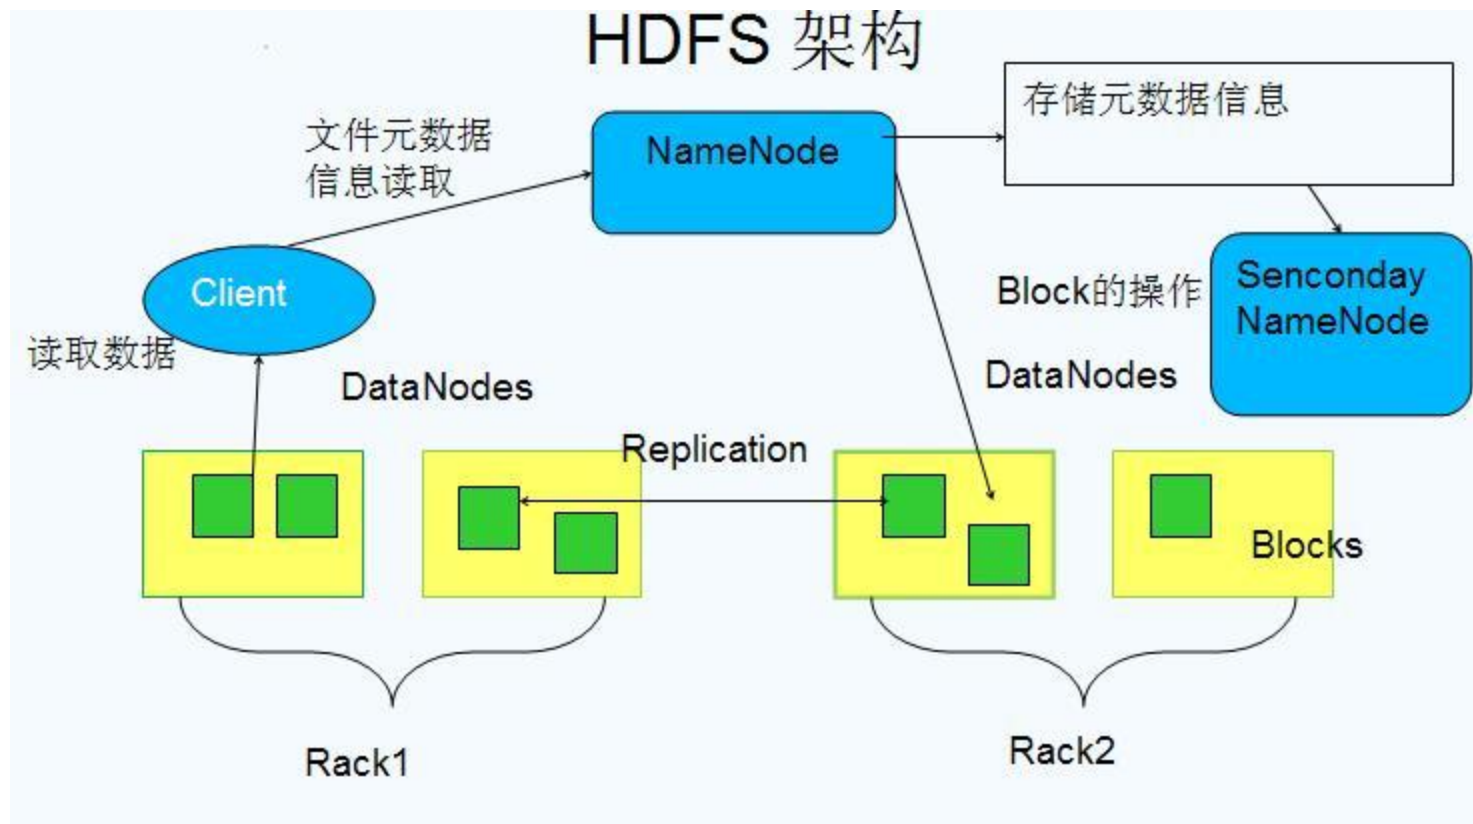 HDFS 架构
存储元数据信息
文件元数据
信息读取
NameNode
Client
Block的操作
Senconday
NameNode
读取数据
DataNodes
DataNodes
Replication
Blocks
Rack1
Rack2